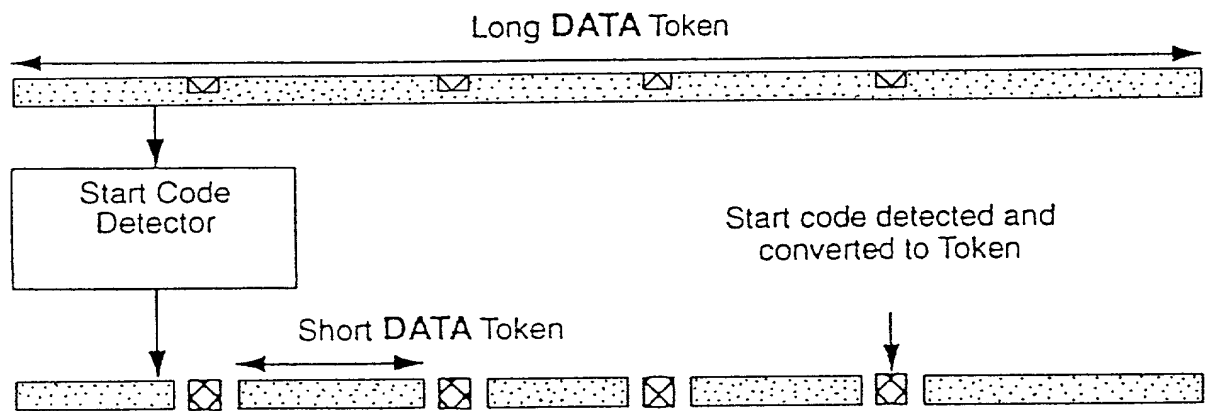 Long DATA Token
Start Code
Detector
Start code detected and
converted to Token
Short DATA Token